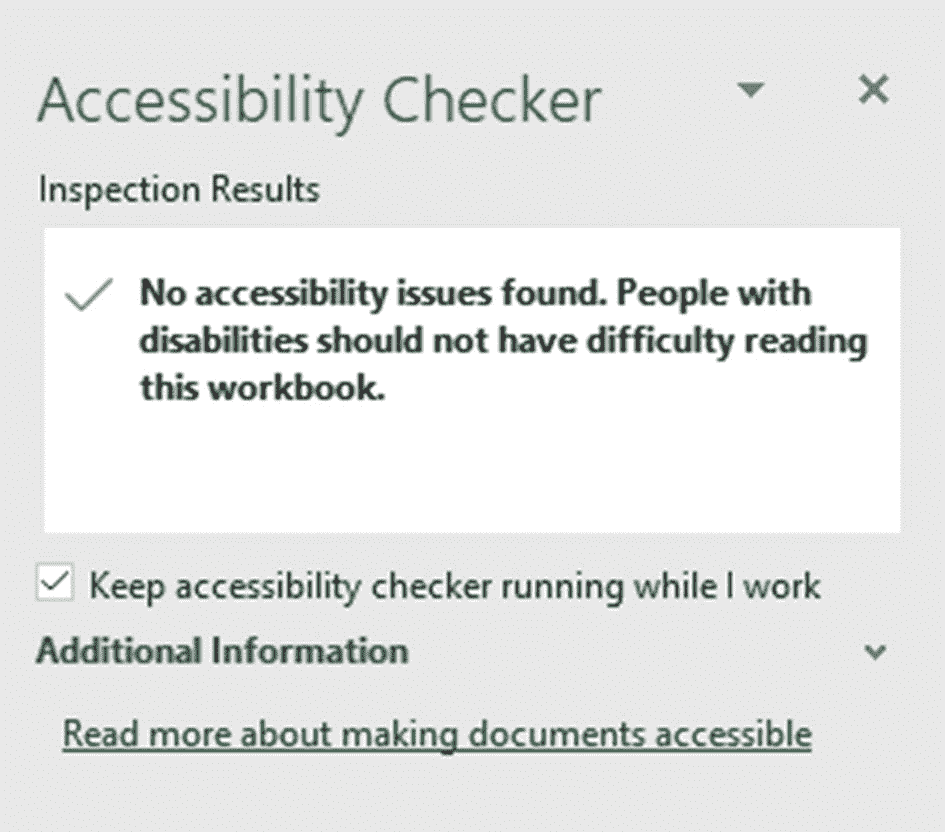 Accessibility Checker
Inspection Results
No accessibility issues found. People with
disabilities should not have difficulty reading
this workbook.
Keep accessibility checker running while I work
Additional Information
Read more about making documents accessible